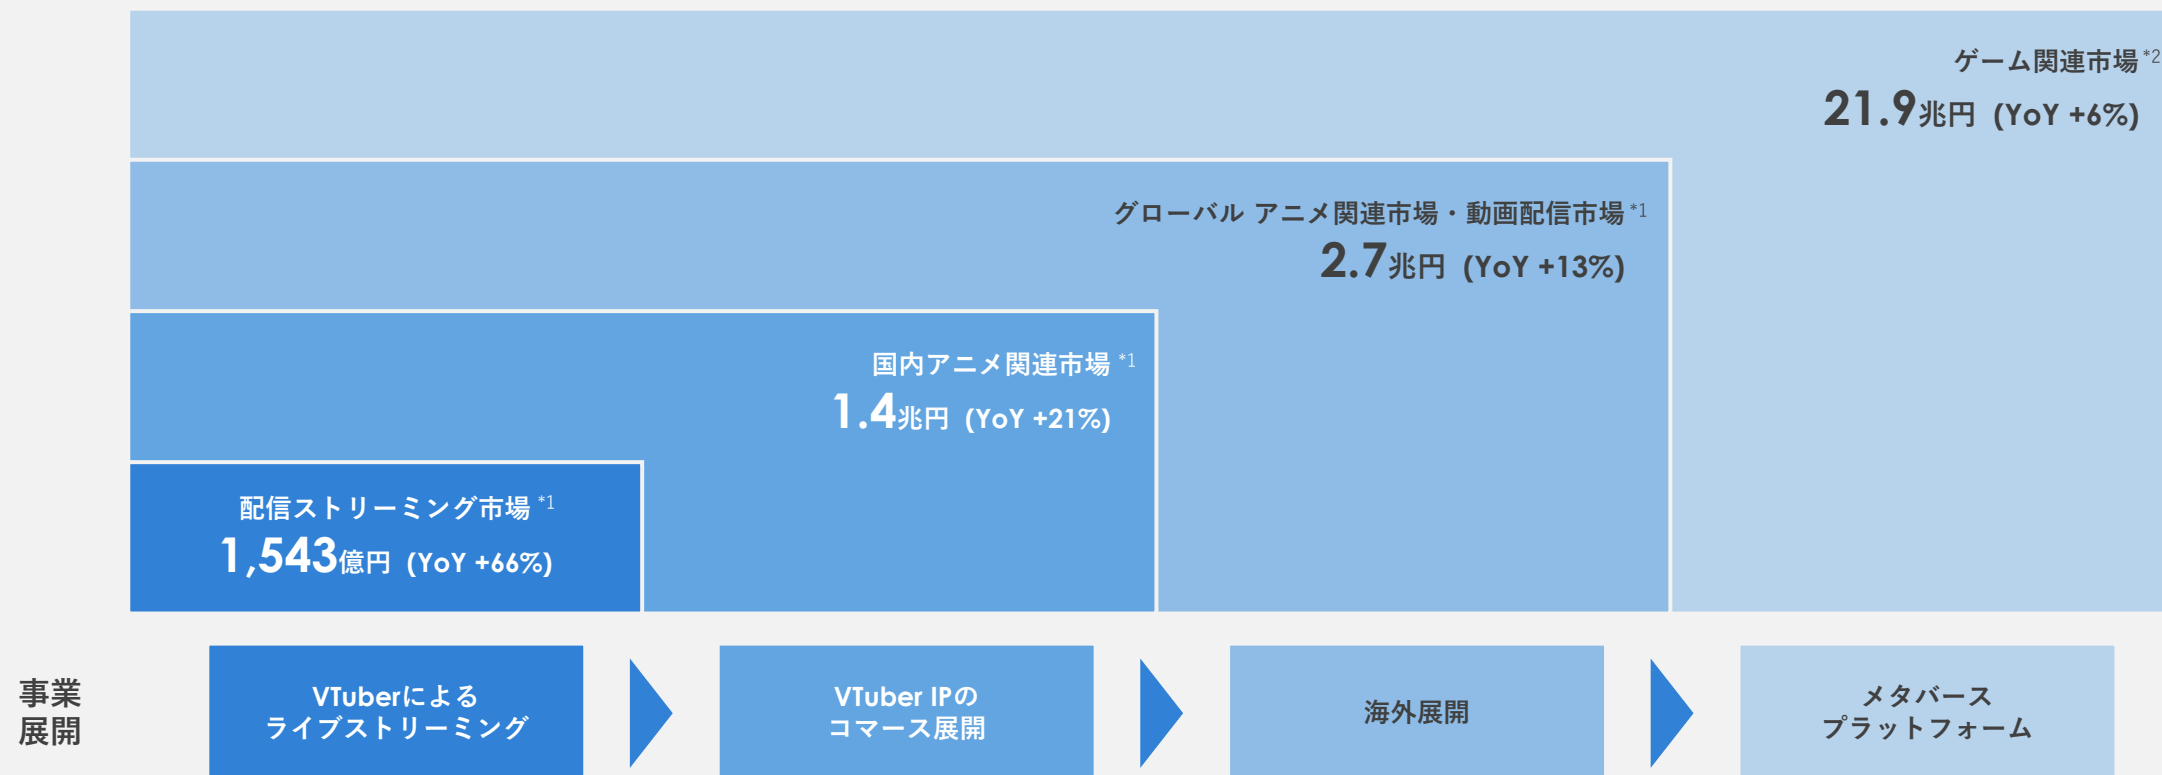 ゲーム関連市場 *2
21.9兆円 (YoY +6%)
グローバル アニメ関連市場・動画配信市場 *1
2.7兆円 (YoY +13%)
国内アニメ関連市場 *1
1.4兆円 (YoY +21%)
配信ストリーミング市場 *1
1,543億円 (YoY +66%)
事業
展開
VTuberによる
ライブストリーミング
VTuber IPの
コマース展開
海外展開
メタバース
プラットフォーム